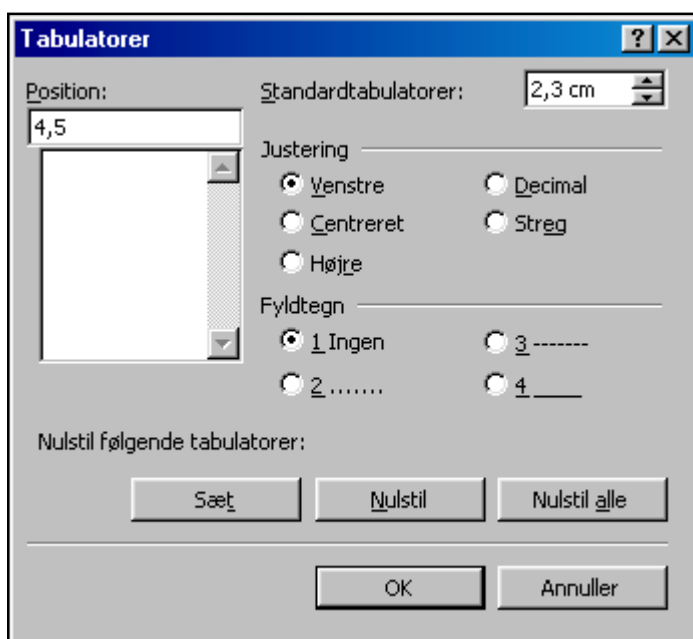 Tabulatorer
Position:
4,5
Standardtabulatorer: 2,3 cm
Justering
Venstre Decimal
Centreret Streg
Højre
Fyldtegn
1 Ingen 3 -------
2 ....... 4 ____
Nulstil følgende tabulatorer:
Sæt Nulstil Nulstil alle
OK Annuller